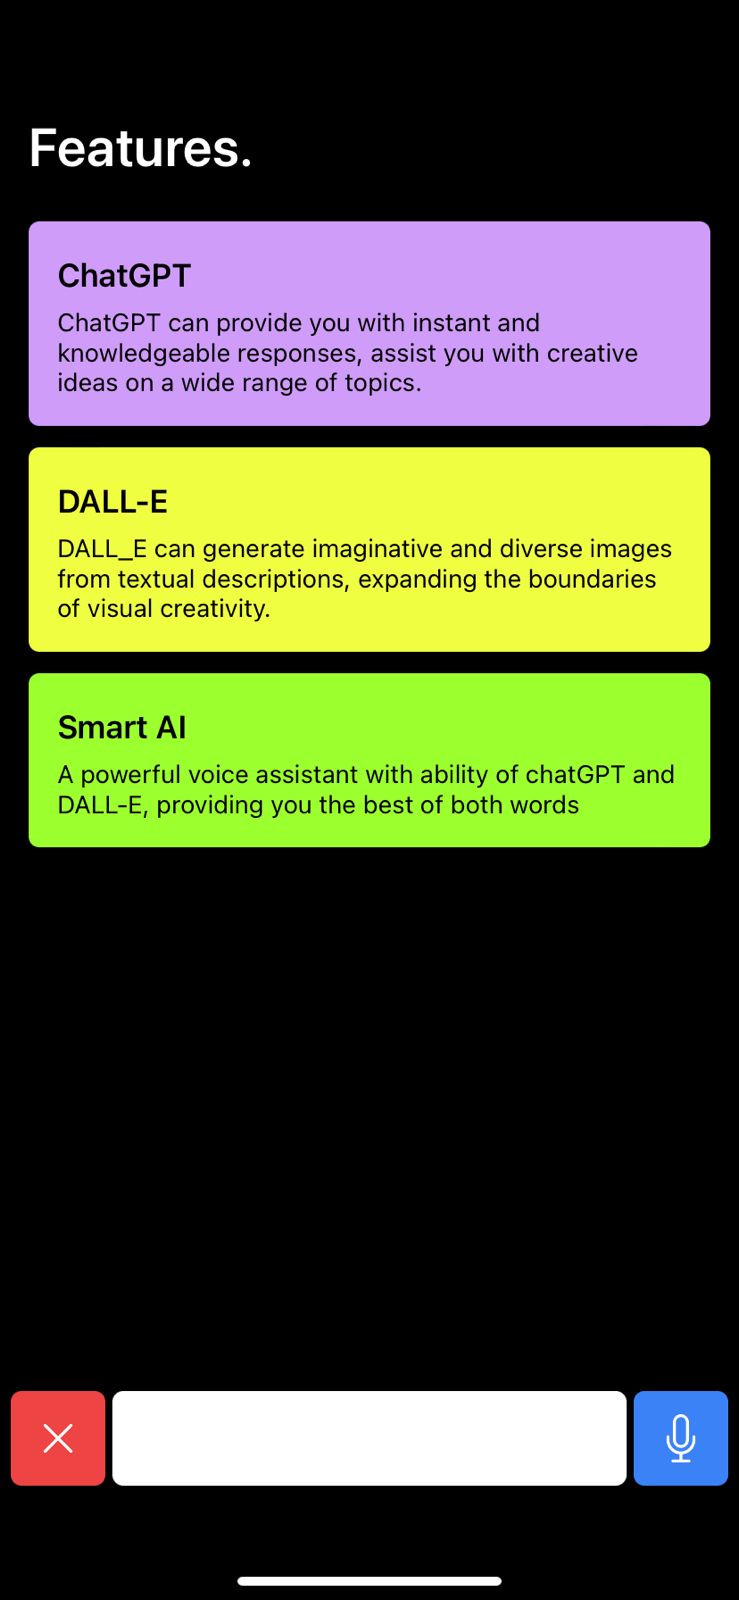 Features.
ChatGPT
ChatGPT can provide you with instant and
knowledgeable responses, assist you with creative
ideas on a wide range of topics.
DALL-E
DALL_E can generate imaginative and diverse images
from textual descriptions, expanding the boundaries
of visual creativity.
Smart AI
A powerful voice assistant with ability of chatGPT and
DALL-E, providing you the best of both words